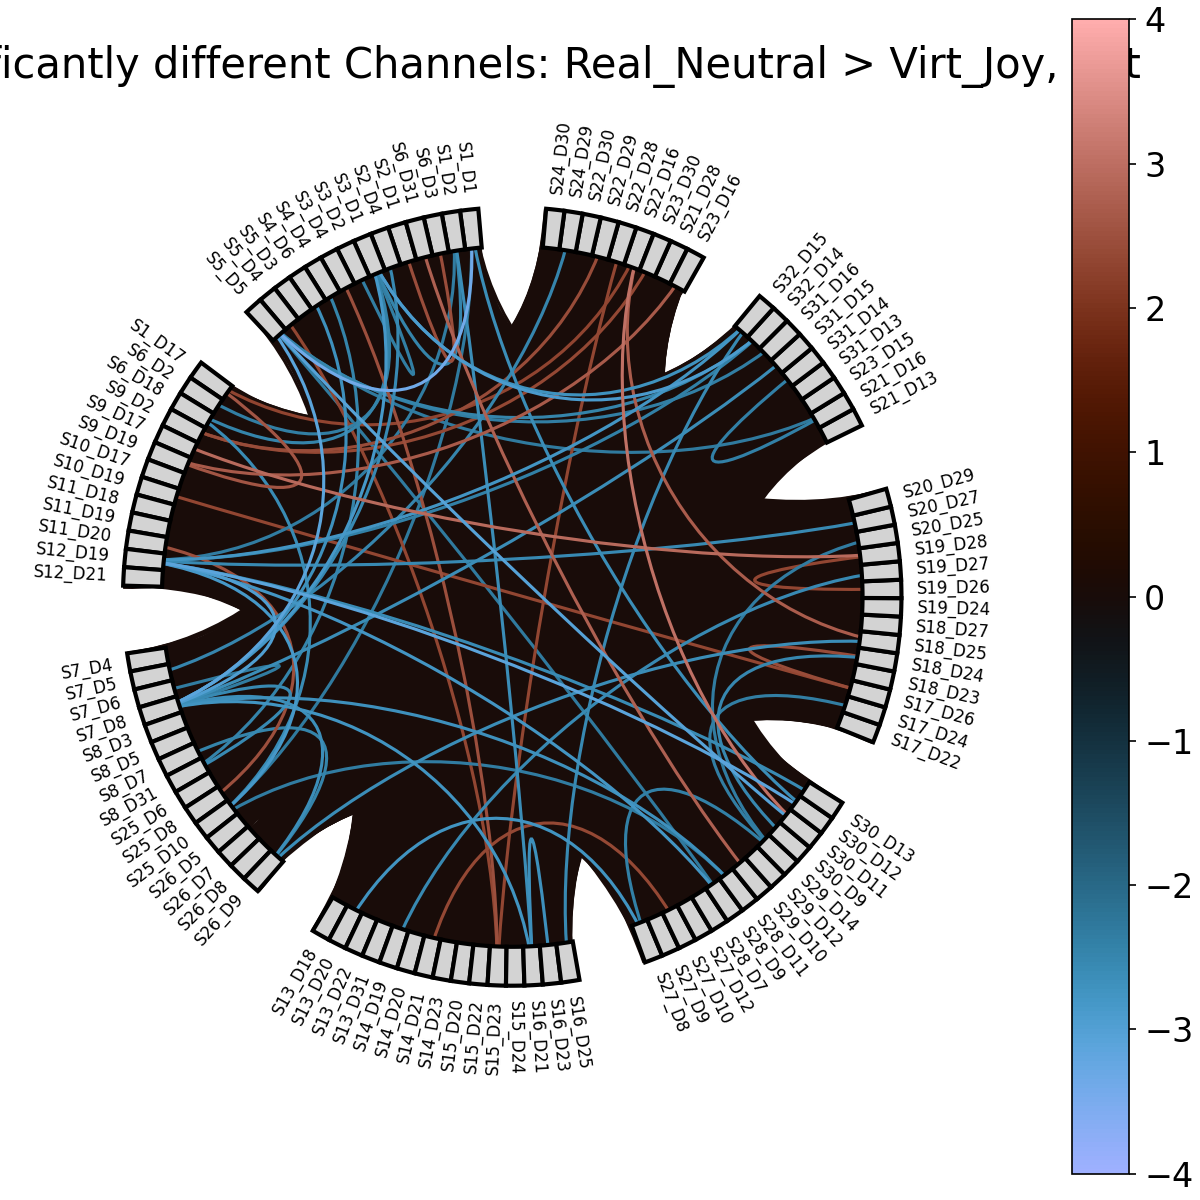 ficantly different Channels: Real_Neutral > Virt_Joy, t
S1_D1
S1_D2
S6_D3
S6_D31
S2_D1
S2_D4
S3_D1
S3_D2
S3_D4
S4_D4
S4_D6
S5_D3
S5_D4
S5_D5
S1_D17
S6_D2
S6_D18
S9_D2
S9_D17
S9_D19
S10_D17
S10_D19
S11_D18
S11_D19
S11_D20
S12_D19
S12_D21
S7_D4
S7_D5
S7_D6
S7_D8
S8_D3
S8_D5
S8_D7
S8_D31
S25_D6
S25_D8
S25_D10
S26_D5
S26_D7
S26_D8
S26_D9
S13_D18
S13_D20
S13_D22
S13_D31
S14_D19
S14_D20
S14_D21
S14_D23
S15_D20
S15_D22
S15_D23
S15_D24
S16_D21
S16_D23
S16_D25
S27_D8
S27_D9
S27_D10
S27_D12
S28_D7
S28_D9
S28_D11
S29_D10
S29_D12
S29_D14
S30_D9
S30_D11
S30_D12
S30_D13
S17_D22
S17_D24
S17_D26
S18_D23
S18_D24
S18_D25
S18_D27
S19_D24
S19_D26
S19_D27
S19_D28
S20_D25
S20_D27
S20_D29
S21_D13
S21_D16
S23_D15
S31_D13
S31_D14
S31_D15
S31_D16
S32_D14
S32_D15
S23_D16
S21_D28
S23_D30
S22_D16
S22_D28
S22_D29
S22_D30
S24_D29
S24_D30
4
3
2
1
0
−1
−2
−3
−4